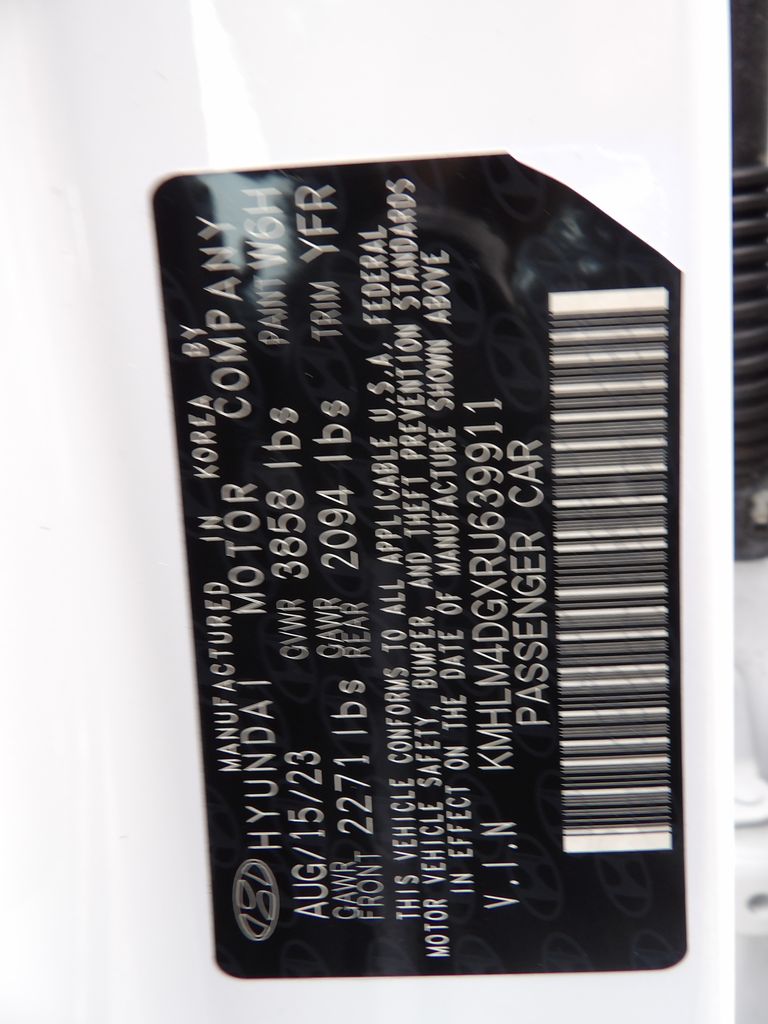 MANUFACTURED IN KOREA BY
HYUNDAI MOTOR COMPANY
AUG/15/23 GVWR 3858 lbs PAINT W6H
GAWR FRONT 2271 lbs GAWR REAR 2094 lbs TRIM YFR
THIS VEHICLE CONFORMS TO ALL APPLICABLE U.S.A. FEDERAL
MOTOR VEHICLE SAFETY, BUMPER, AND THEFT PREVENTION STANDARDS
IN EFFECT ON THE DATE OF MANUFACTURE SHOWN ABOVE
V.I.N KMHLM4DGXRU639911
PASSENGER CAR